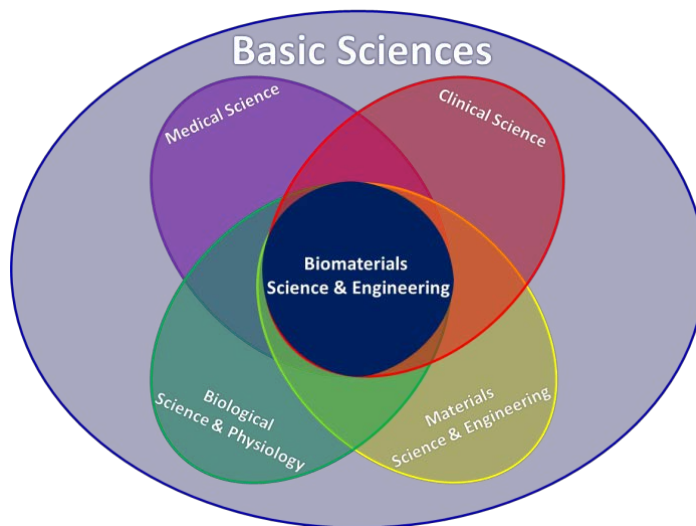 Basic Sciences
Medical Science
Clinical Science
Biomaterials
Science & Engineering
Biological
Science & Physiology
Materials
Science & Engineering